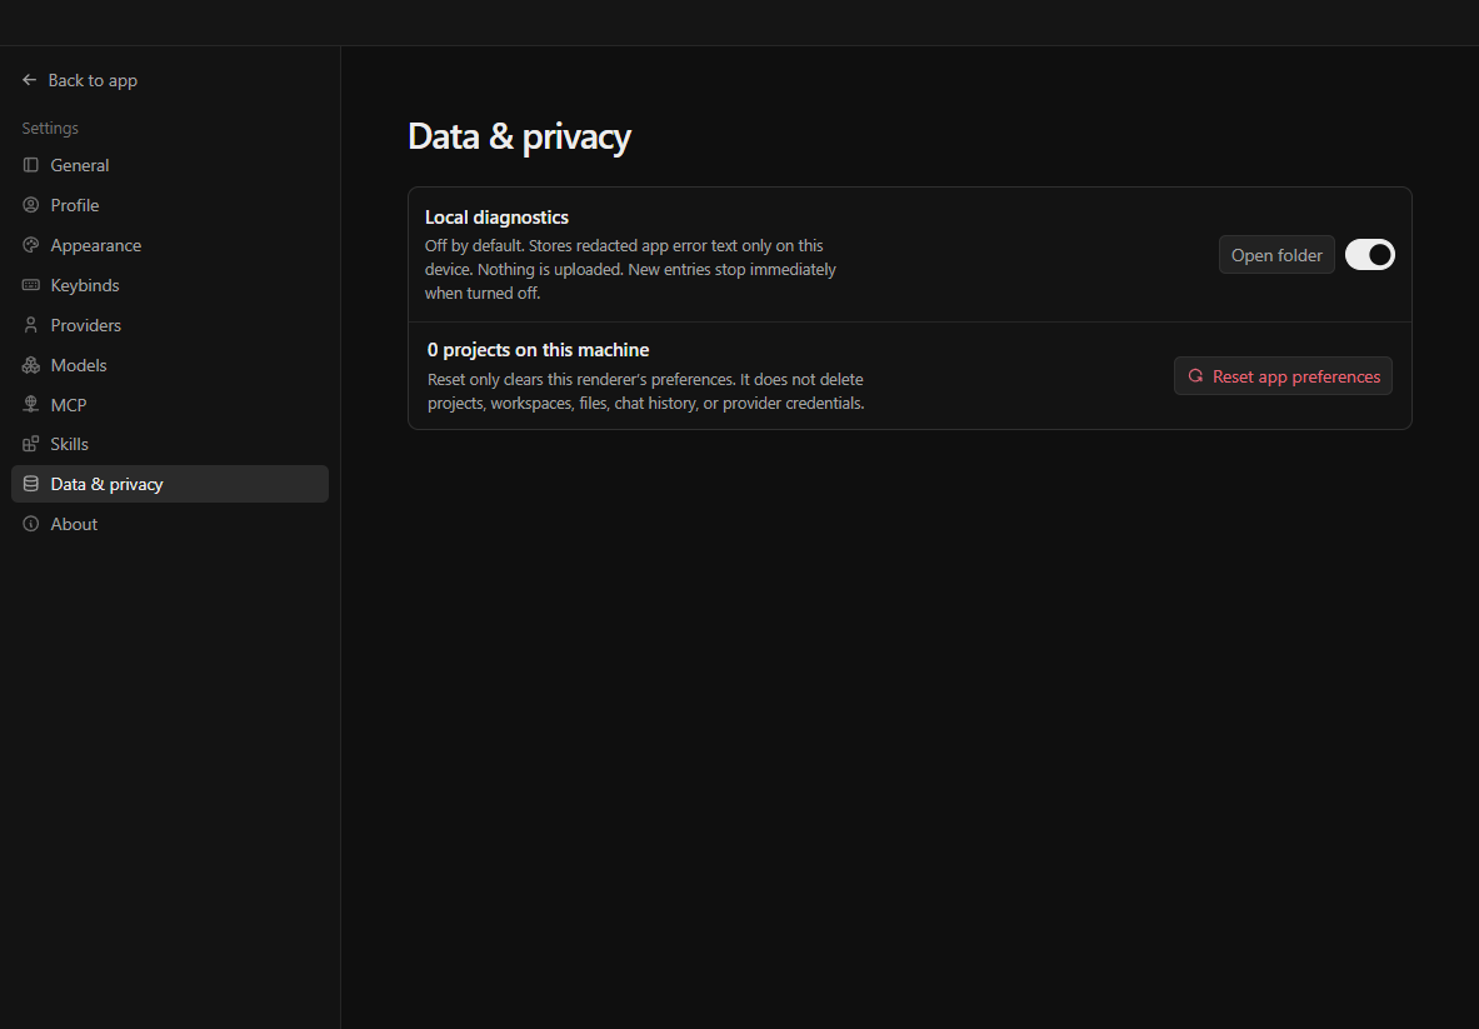 Back to app
Settings
General
Profile
Appearance
Keybinds
Providers
Models
MCP
Skills
Data & privacy
About
Data & privacy
Local diagnostics
Off by default. Stores redacted app error text only on this
device. Nothing is uploaded. New entries stop immediately
when turned off.
Open folder
0 projects on this machine
Reset only clears this renderer's preferences. It does not delete
projects, workspaces, files, chat history, or provider credentials.
Reset app preferences